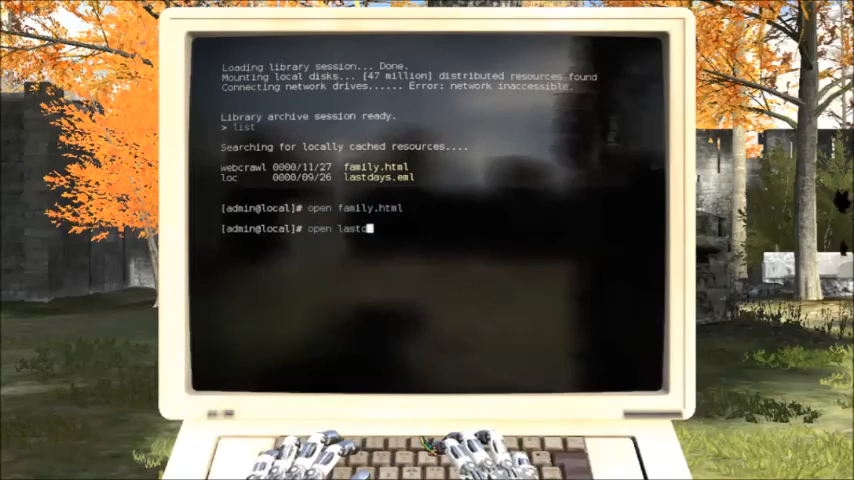 Loading library session... Done.
Mounting local disks... [47 million] distributed resources found
Connecting network drives...... Error: network inaccessible.
Library archive session ready.
> list
Searching for locally cached resources....
webcrawl 0000/11/27 family.html
loc 0000/09/26 lastdays.eml
[admin@local]# open family.html
[admin@local]# open lastd